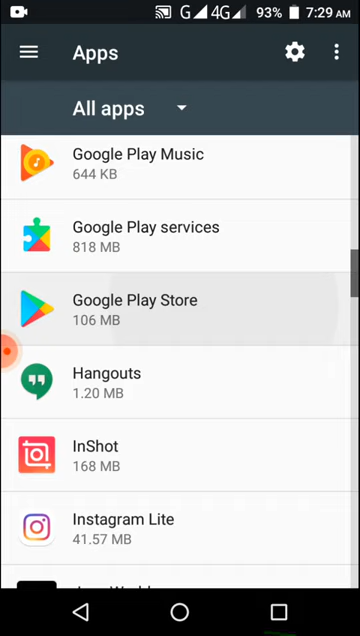 G 4G 93% 7:29 AM
Apps
All apps
Google Play Music
644 KB
Google Play services
818 MB
Google Play Store
106 MB
Hangouts
1.20 MB
InShot
168 MB
Instagram Lite
41.57 MB